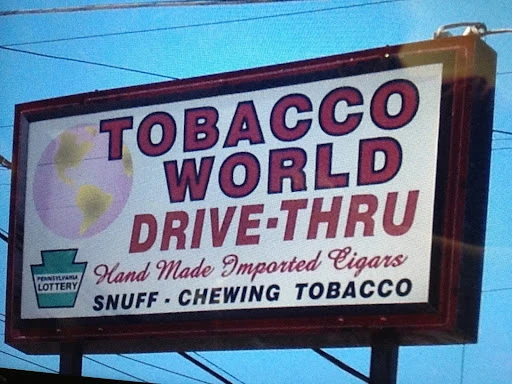 TOBACCO
WORLD
DRIVE-THRU
Hand Made Imported Cigars
PENNSYLVANIA
LOTTERY
SNUFF - CHEWING TOBACCO